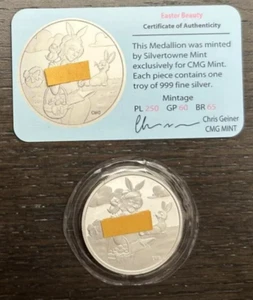 Easter Beauty
Certificate of Authenticity
This Medallion was minted
by Silvertowne Mint
exclusively for CMG Mint.
Each piece contains one
troy of 999 fine silver.
Mintage
PL 250 GP 60 BR 65
Chris Geiner
CMG MINT
CMG